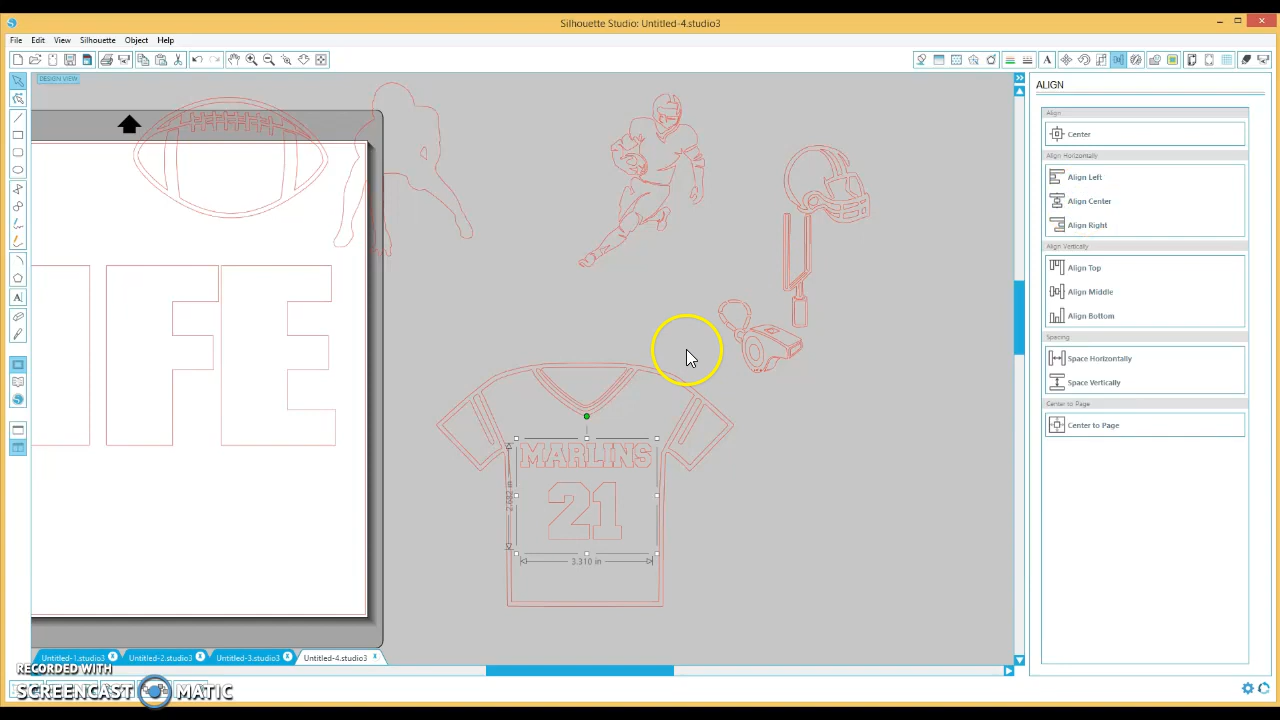 Silhouette Studio: Untitled-4.studio3
File Edit View Silhouette Object Help
DESIGN VIEW
ALIGN
Align
Center
Align Horizontally
Align Left
Align Center
Align Right
Align Vertically
Align Top
Align Middle
Align Bottom
Spacing
Space Horizontally
Space Vertically
Center to Page
Center to Page
IFE
MARLINS
21
3.310 in
Untitled-1.studio3 Untitled-2.studio3 Untitled-3.studio3 Untitled-4.studio3
RECORDED WITH
SCREENCAST MATIC